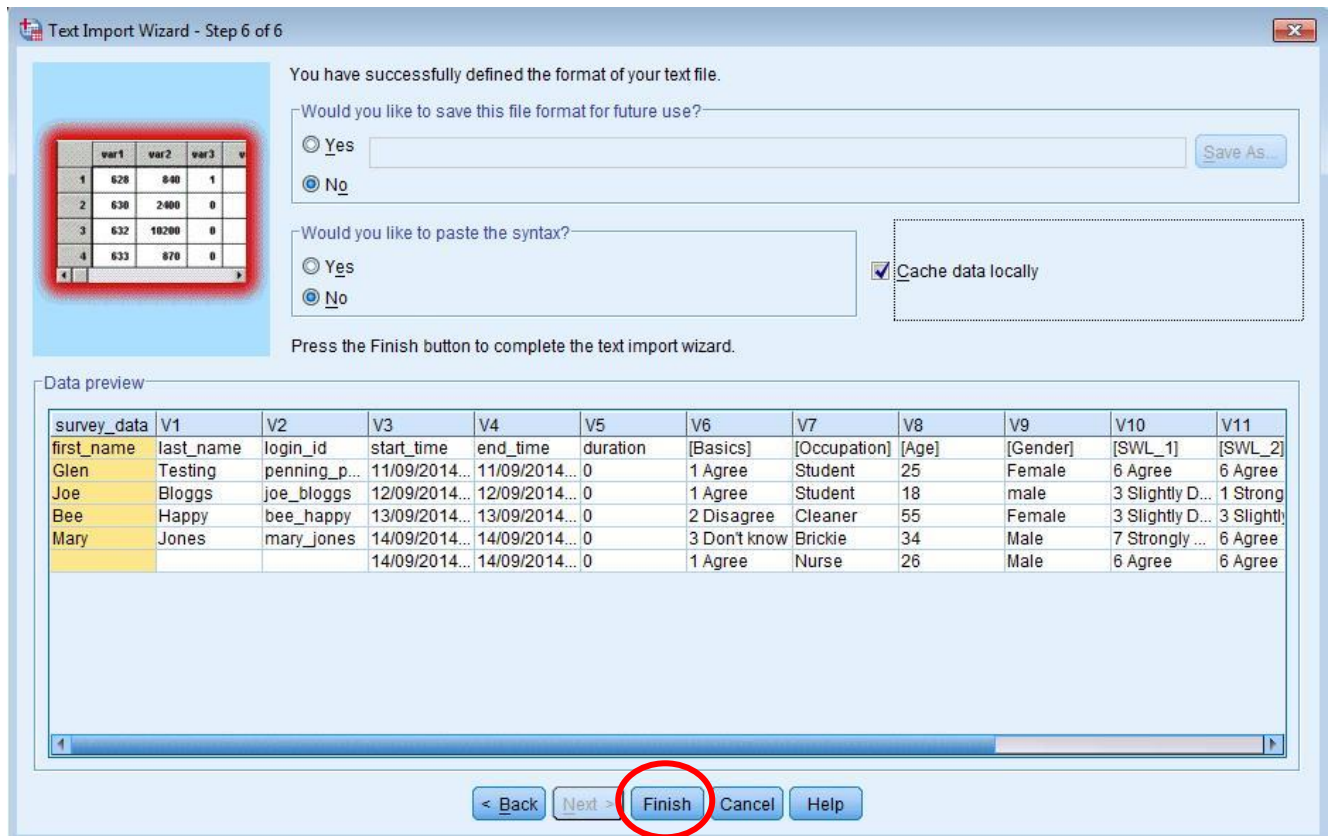 Text Import Wizard - Step 6 of 6
You have successfully defined the format of your text file.
Would you like to save this file format for future use?
Yes
Save As...
No
Would you like to paste the syntax?
Yes
No
Cache data locally
Press the Finish button to complete the text import wizard.
var1 var2 var3 v
1 628 840 1
2 630 2400 0
3 632 10200 0
4 633 870 0
Data preview
survey_data V1 V2 V3 V4 V5 V6 V7 V8 V9 V10 V11
first_name last_name login_id start_time end_time duration [Basics] [Occupation] [Age] [Gender] [SWL_1] [SWL_2]
Glen Testing penning_p... 11/09/2014... 11/09/2014... 0 1 Agree Student 25 Female 6 Agree 6 Agree
Joe Bloggs joe_bloggs 12/09/2014... 12/09/2014... 0 1 Agree Student 18 male 3 Slightly D... 1 Strong
Bee Happy bee_happy 13/09/2014... 13/09/2014... 0 2 Disagree Cleaner 55 Female 3 Slightly D... 3 Slightly
Mary Jones mary_jones 14/09/2014... 14/09/2014... 0 3 Don't know Brickie 34 Male 7 Strongly ... 6 Agree
14/09/2014... 14/09/2014... 0 1 Agree Nurse 26 Male 6 Agree 6 Agree
< Back Next > Finish Cancel Help